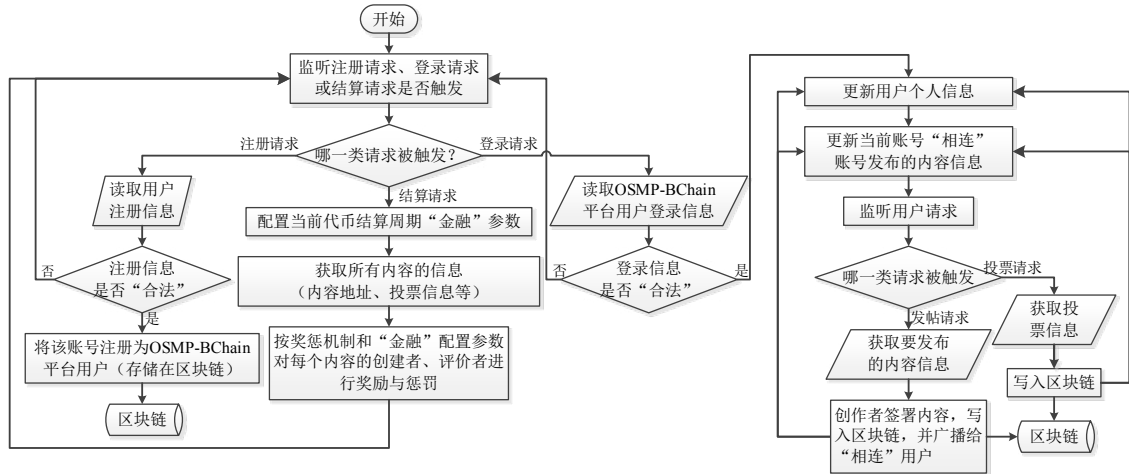 开始
监听注册请求、登录请求
或结算请求是否触发
哪一类请求被触发？
注册请求
登录请求
结算请求
读取用户
注册信息
注册信息
是否“合法”
否
是
将该账号注册为OSMP-BChain
平台用户（存储在区块链）
区块链
配置当前代币结算周期“金融”参数
获取所有内容的信息
（内容地址、投票信息等）
按奖惩机制和“金融”配置参数
对每个内容的创建者、评价者进
行奖励与惩罚
读取OSMP-BChain
平台用户登录信息
登录信息
是否“合法”
否
是
更新用户个人信息
更新当前账号“相连”
账号发布的内容信息
监听用户请求
哪一类请求被触发
投票请求
发帖请求
获取投
票信息
获取要发布
的内容信息
写入区块链
创作者签署内容，写
入区块链，并广播给
“相连”用户
区块链